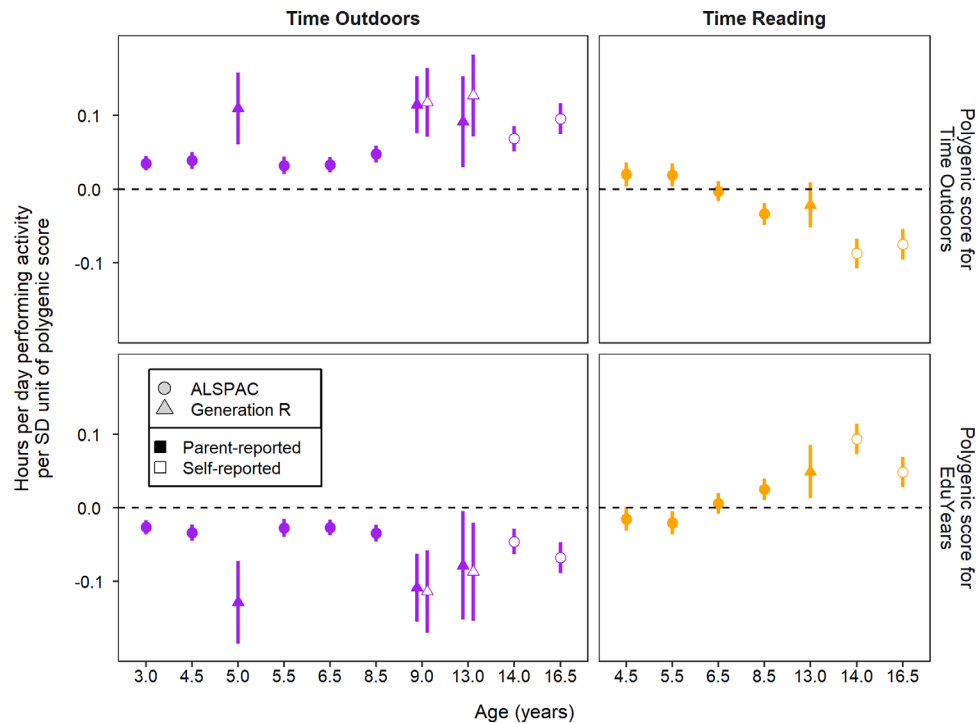 Time Outdoors
Time Reading
Hours per day performing activity
per SD unit of polygenic score
0.1
0.0
-0.1
Polygenic score for
Time Outdoors
ALSPAC
Generation R
Parent-reported
Self-reported
0.1
0.0
-0.1
Polygenic score for
EduYears
3.0 4.5 5.0 5.5 6.5 8.5 9.0 13.0 14.0 16.5
4.5 5.5 6.5 8.5 13.0 14.0 16.5
Age (years)